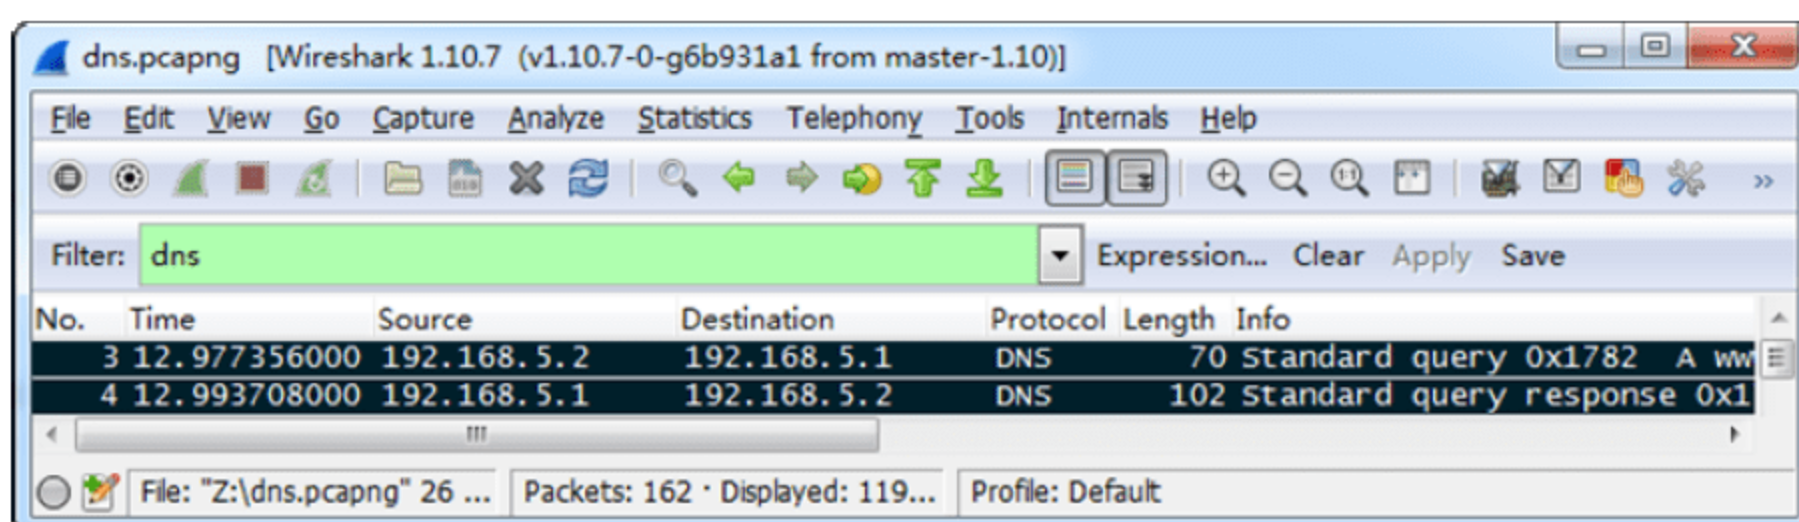 dns.pcapng [Wireshark 1.10.7 (v1.10.7-0-g6b931a1 from master-1.10)]
File Edit View Go Capture Analyze Statistics Telephony Tools Internals Help
Filter: dns Expression... Clear Apply Save
No. Time Source Destination Protocol Length Info
3 12.977356000 192.168.5.2 192.168.5.1 DNS 70 Standard query 0x1782 A ww
4 12.993708000 192.168.5.1 192.168.5.2 DNS 102 Standard query response 0x1
File: "Z:\dns.pcapng" 26 ... Packets: 162 · Displayed: 119... Profile: Default